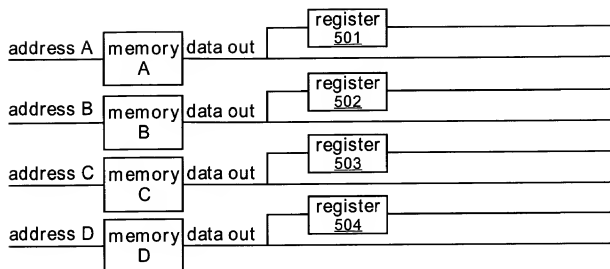 register
501
address A memory data out
A
register
502
address B memory data out
B
register
503
address C memory data out
C
register
504
address D memory data out
D